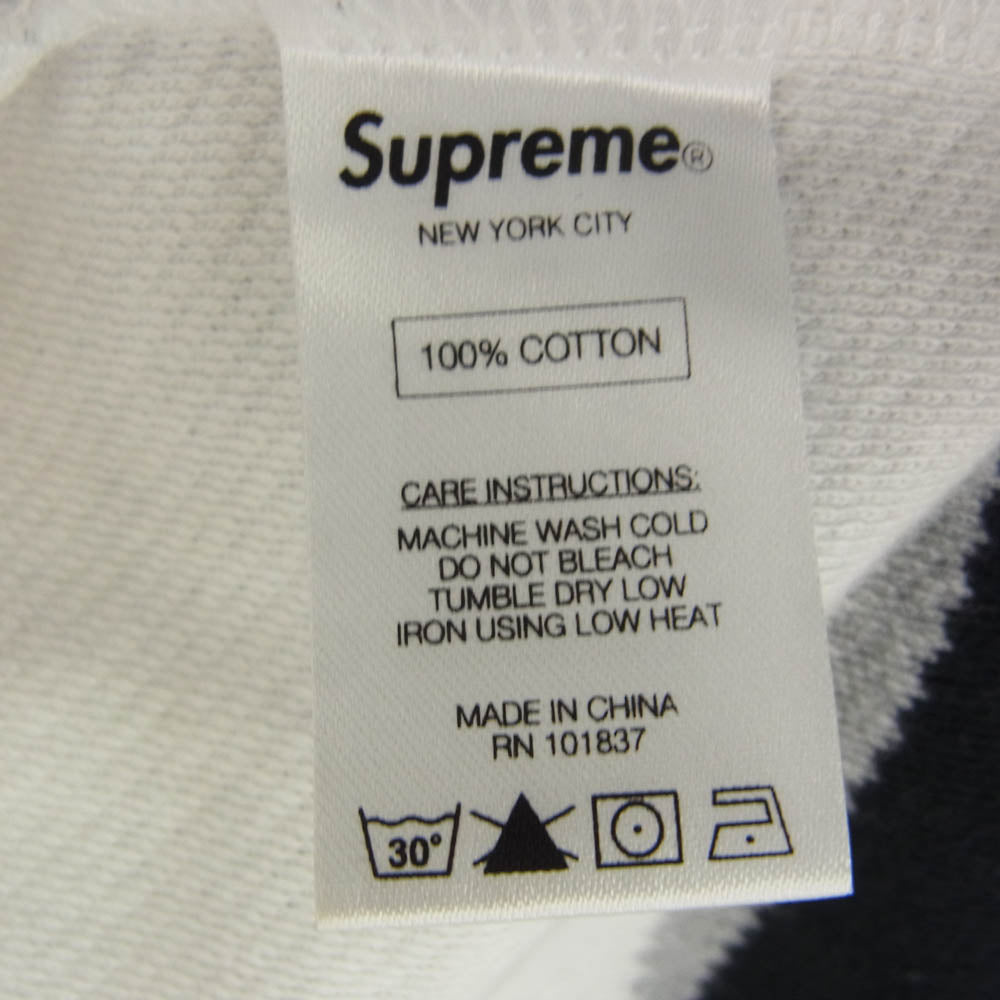 Supreme®
NEW YORK CITY
100% COTTON
CARE INSTRUCTIONS:
MACHINE WASH COLD
DO NOT BLEACH
TUMBLE DRY LOW
IRON USING LOW HEAT
MADE IN CHINA
RN 101837
30°